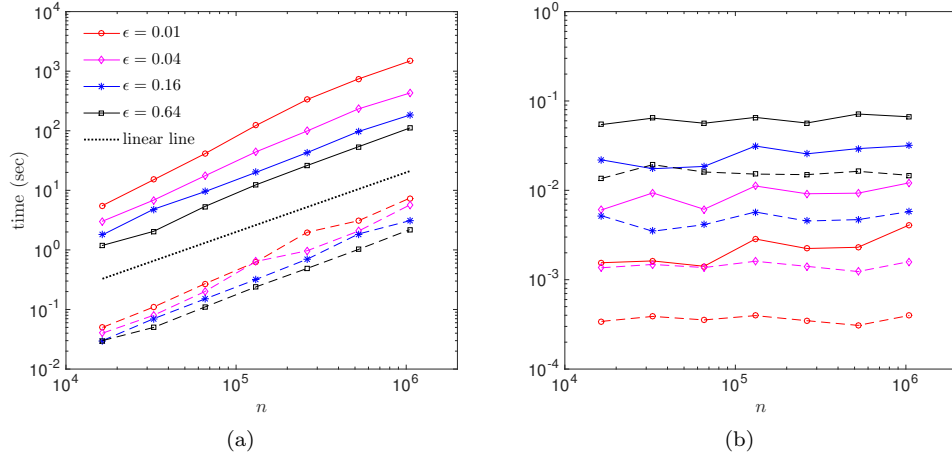 10^4
10^3
10^2
10^1
10^0
10^-1
10^-2
time (sec)
ϵ = 0.01
ϵ = 0.04
ϵ = 0.16
ϵ = 0.64
linear line
10^4
10^5
10^6
n
(a)
10^0
10^-1
10^-2
10^-3
10^-4
10^4
10^5
10^6
n
(b)